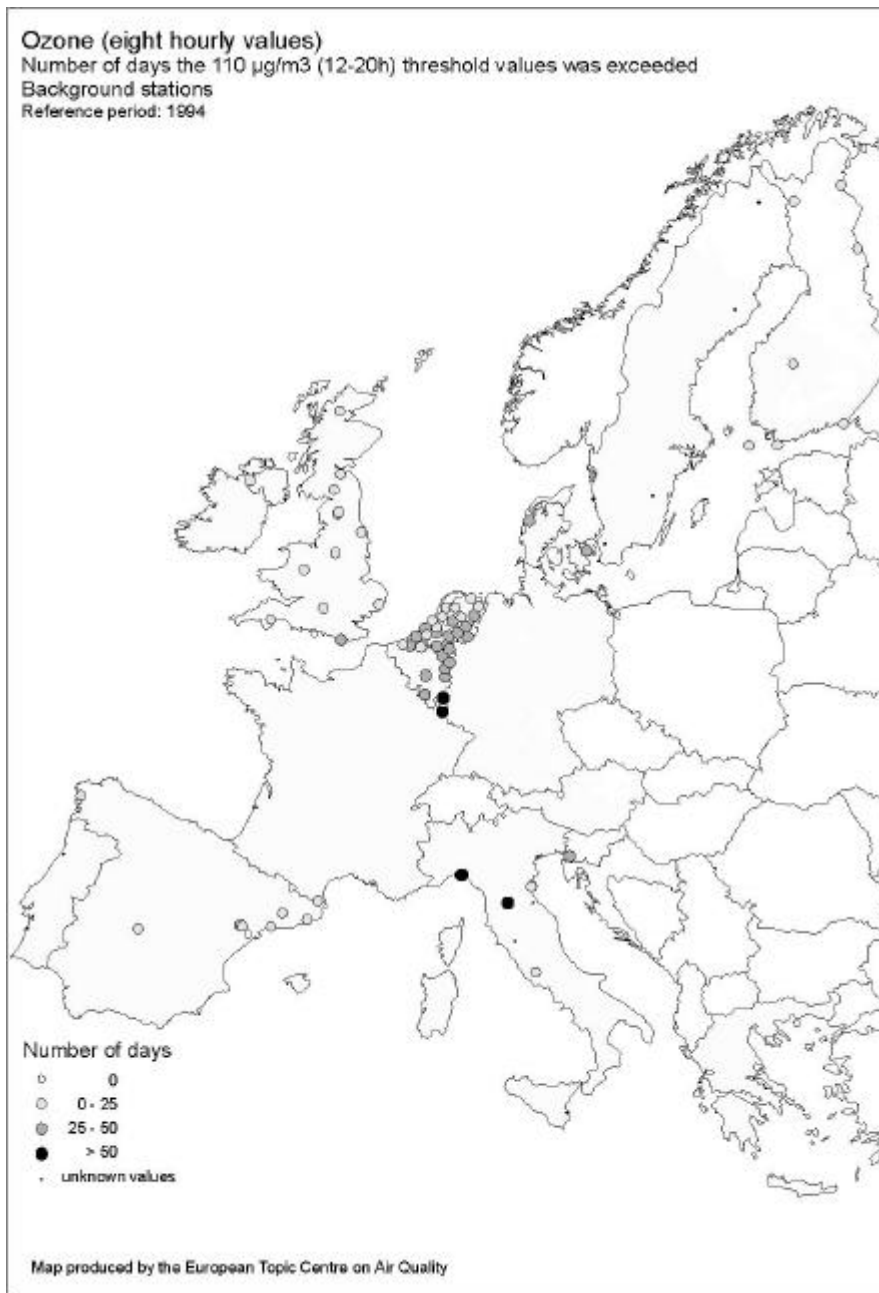 Ozone (eight hourly values)
Number of days the 110 µg/m3 (12-20h) threshold values was exceeded
Background stations
Reference period: 1994
Number of days
0
0 - 25
25 - 50
> 50
unknown values
Map produced by the European Topic Centre on Air Quality